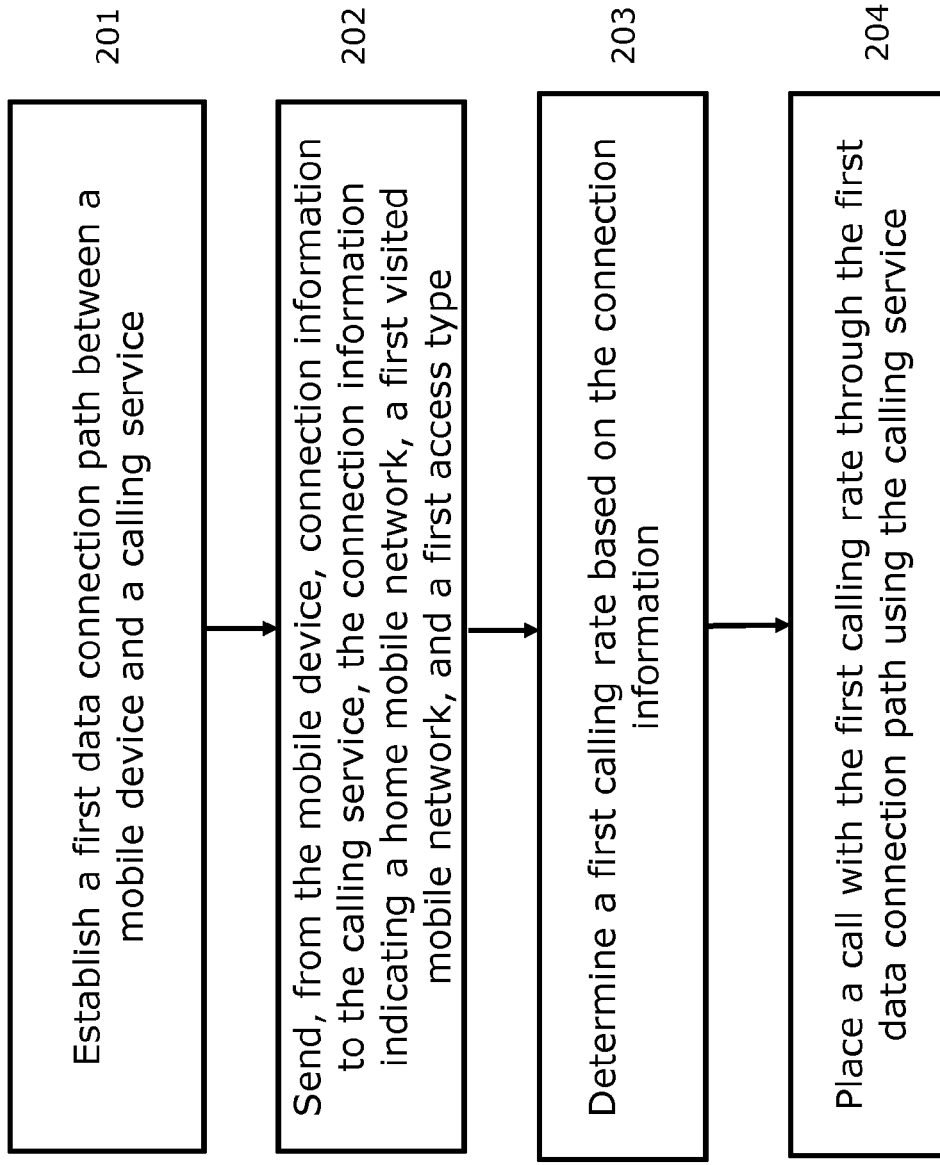 Establish a first data connection path between a
mobile device and a calling service
201
Send, from the mobile device, connection information
to the calling service, the connection information
indicating a home mobile network, a first visited
mobile network, and a first access type
202
Determine a first calling rate based on the connection
information
203
Place a call with the first calling rate through the first
data connection path using the calling service
204